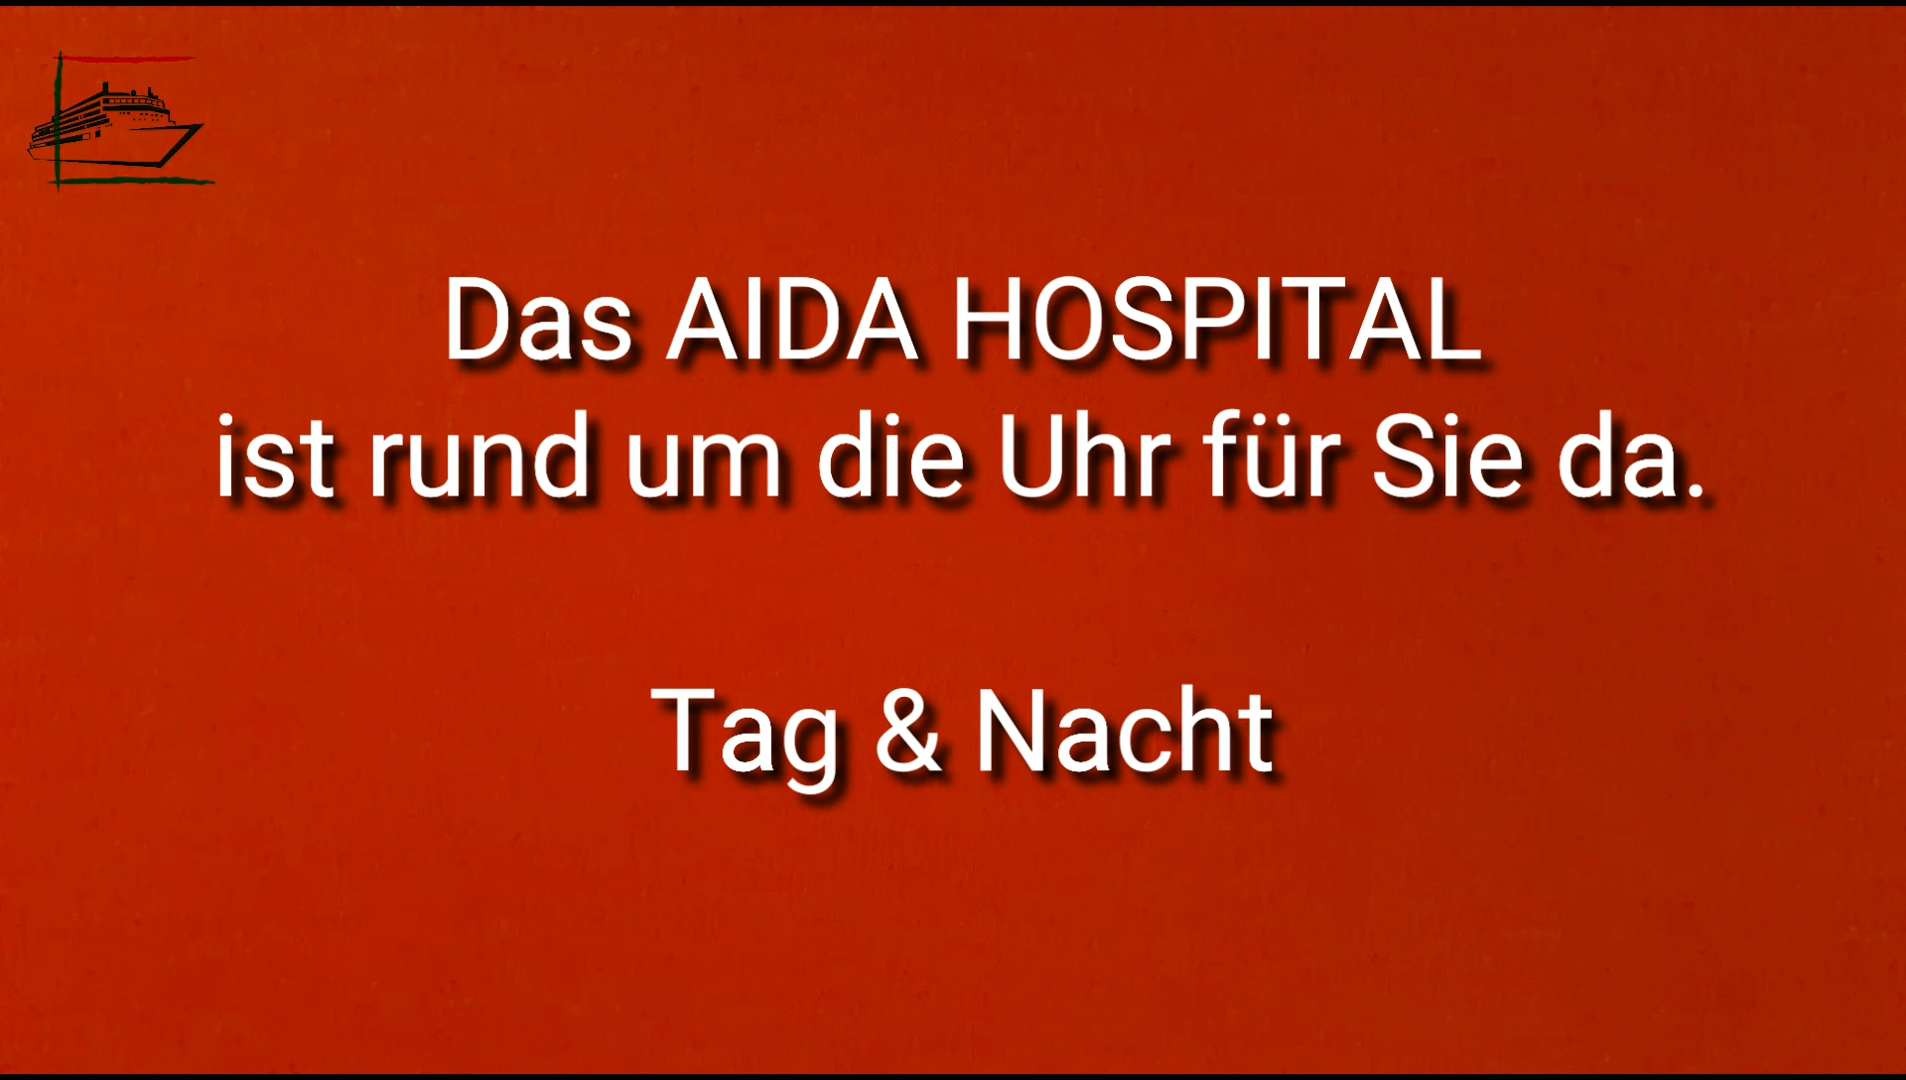 Das AIDA HOSPITAL
ist rund um die Uhr für Sie da.
Tag & Nacht